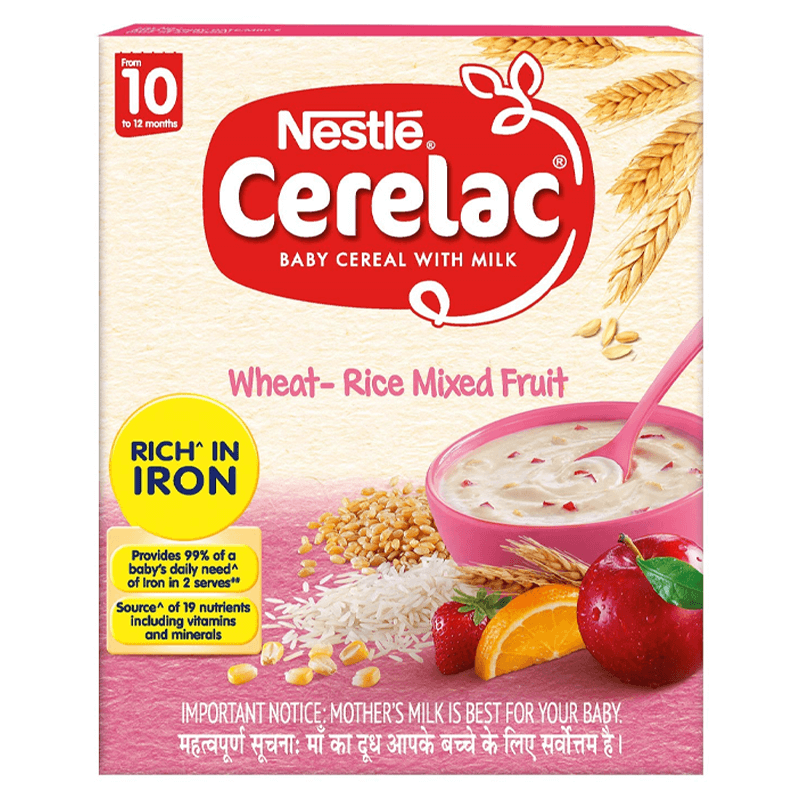 From
10
to 12 months
Nestlé®
Cerelac®
BABY CEREAL WITH MILK
Wheat- Rice Mixed Fruit
RICH^ IN
IRON
Provides 99% of a
baby's daily need^
of Iron in 2 serves**
Source^ of 19 nutrients
including vitamins
and minerals
IMPORTANT NOTICE: MOTHER'S MILK IS BEST FOR YOUR BABY.
महत्वपूर्ण सूचना: माँ का दूध आपके बच्चे के लिए सर्वोत्तम है।